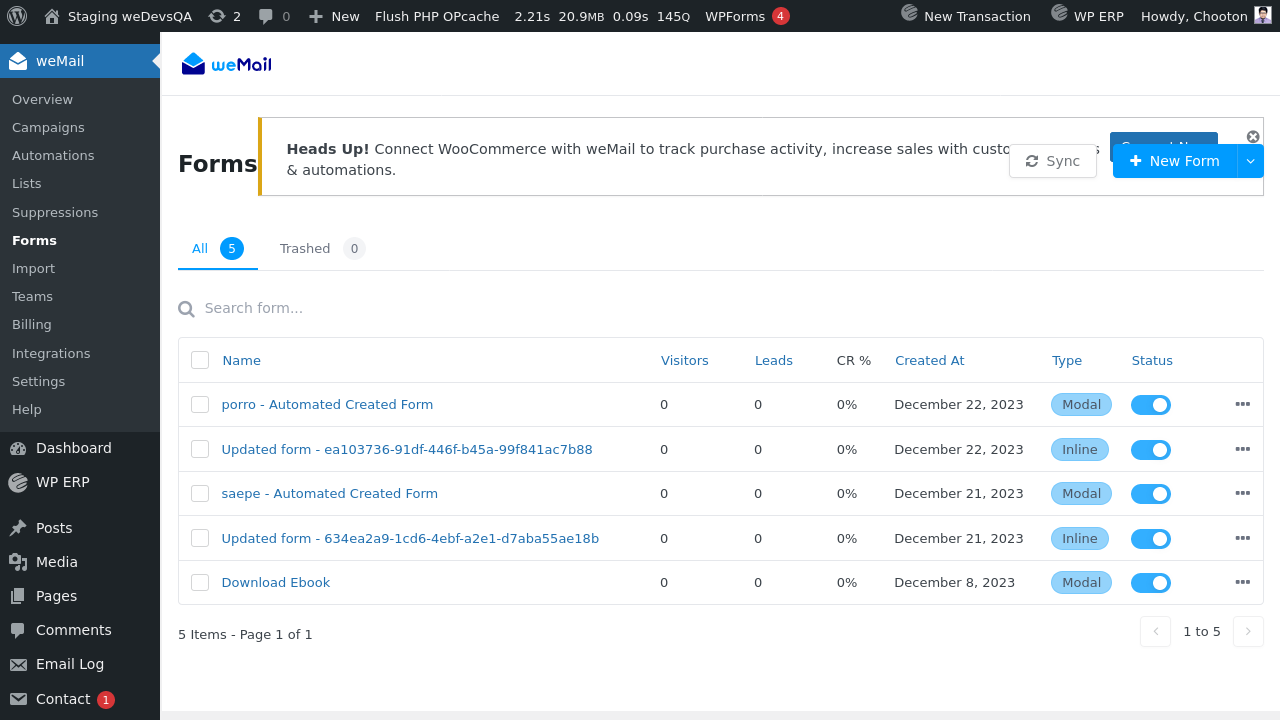 Staging weDevsQA 2 0 New Flush PHP OPcache 2.21s 20.9MB 0.09s 145Q WPForms 4 New Transaction WP ERP Howdy, Chooton
weMail
Overview
Campaigns
Automations
Lists
Suppressions
Forms
Import
Teams
Billing
Integrations
Settings
Help
Dashboard
WP ERP
Posts
Media
Pages
Comments
Email Log
Contact 1
weMail
Forms
Heads Up! Connect WooCommerce with weMail to track purchase activity, increase sales with
& automations.
Sync
New Form
All 5 Trashed 0
Search form...
Name Visitors Leads CR % Created At Type Status
porro - Automated Created Form 0 0 0% December 22, 2023 Modal
Updated form - ea103736-91df-446f-b45a-99f841ac7b88 0 0 0% December 22, 2023 Inline
saepe - Automated Created Form 0 0 0% December 21, 2023 Modal
Updated form - 634ea2a9-1cd6-4ebf-a2e1-d7aba55ae18b 0 0 0% December 21, 2023 Inline
Download Ebook 0 0 0% December 8, 2023 Modal
5 Items - Page 1 of 1
1 to 5